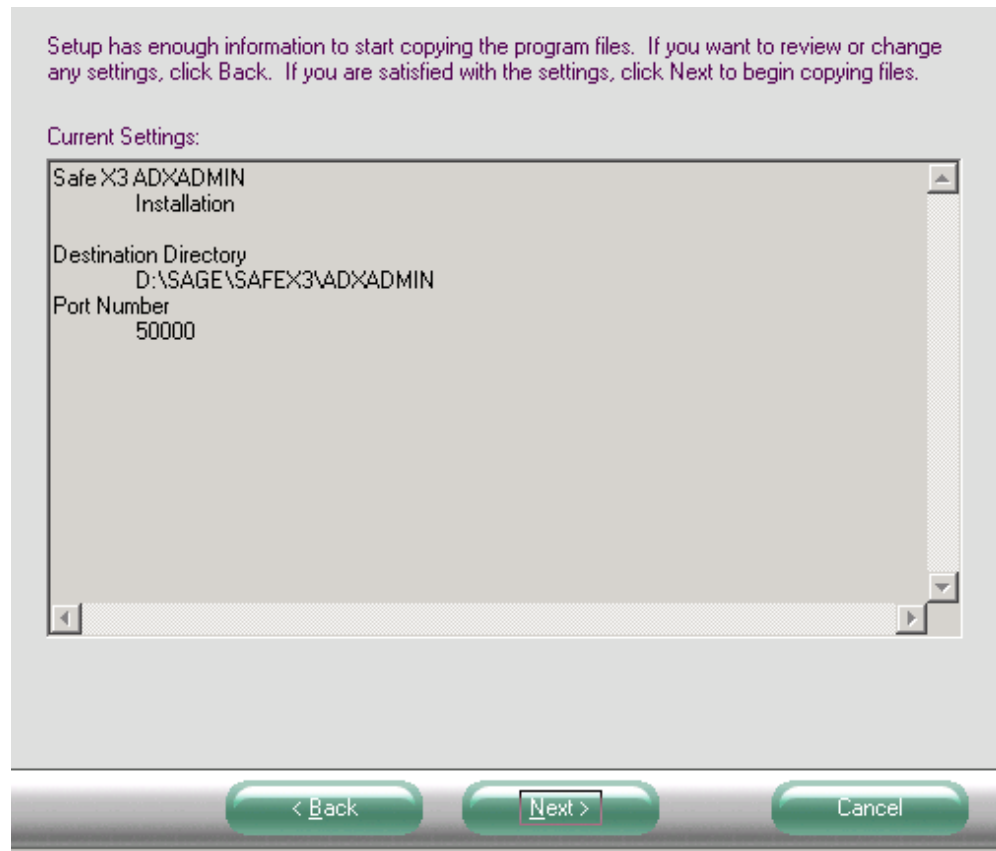 Setup has enough information to start copying the program files.  If you want to review or change
any settings, click Back.  If you are satisfied with the settings, click Next to begin copying files.
Current Settings:
Safe X3 ADXADMIN
Installation
Destination Directory
D:\SAGE\SAFEX3\ADXADMIN
Port Number
50000
< Back
Next >
Cancel